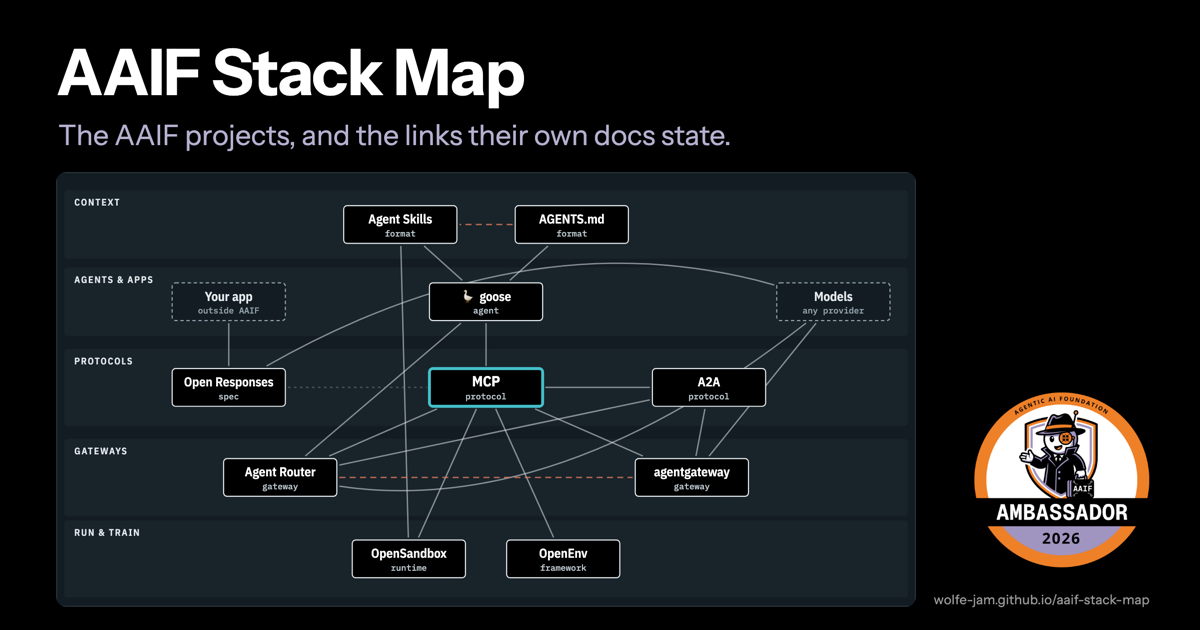 AAIF Stack Map
The AAIF projects, and the links their own docs state.
CONTEXT
Agent Skills
format
AGENTS.md
format
AGENTS & APPS
Your app
outside AAIF
goose
agent
Models
any provider
PROTOCOLS
Open Responses
spec
MCP
protocol
A2A
protocol
GATEWAYS
Agent Router
gateway
agentgateway
gateway
RUN & TRAIN
OpenSandbox
runtime
OpenEnv
framework
AGENTIC AI FOUNDATION
AAIF
AMBASSADOR
2026
wolfe-jam.github.io/aaif-stack-map